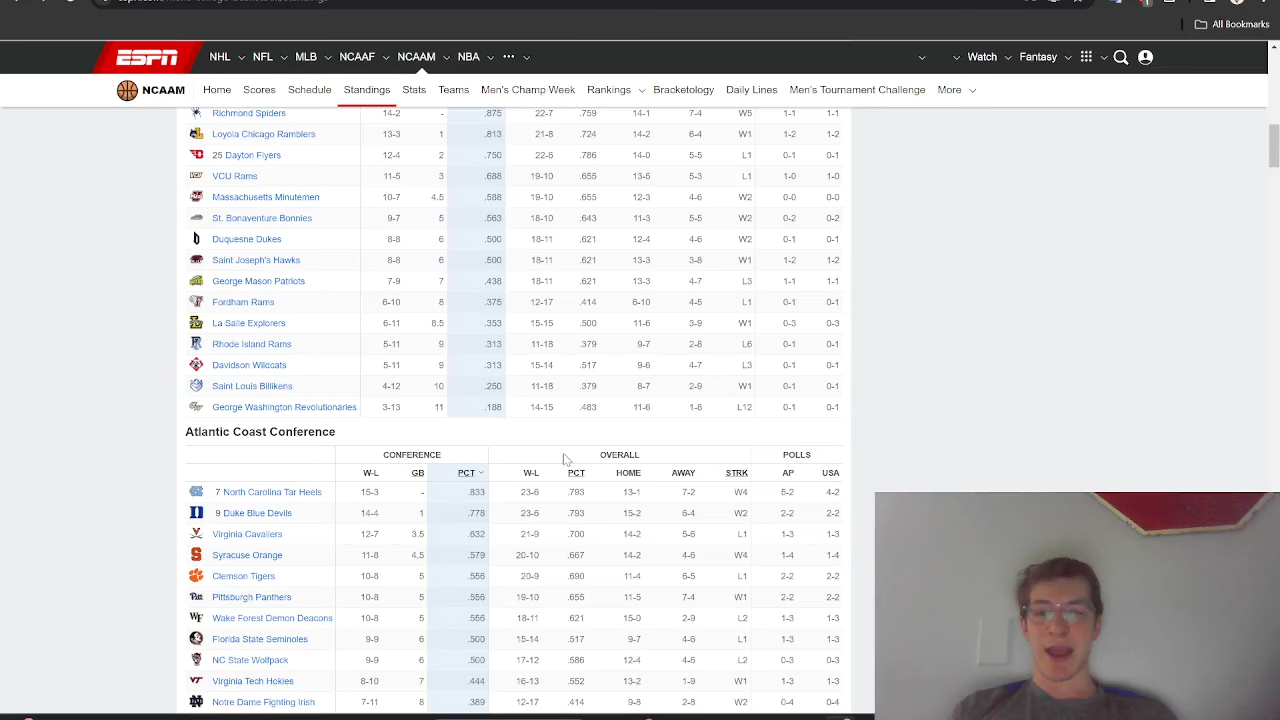 All Bookmarks
ESPN NHL NFL MLB NCAAF NCAAM NBA Watch Fantasy
NCAAM Home Scores Schedule Standings Stats Teams Men's Champ Week Rankings Bracketology Daily Lines Men's Tournament Challenge More
Richmond Spiders 14-2 - .875 22-7 .759 14-1 7-4 W5 1-1 1-1
Loyola Chicago Ramblers 13-3 1 .813 21-8 .724 14-2 6-4 W1 1-2 1-2
25 Dayton Flyers 12-4 2 .750 22-6 .786 14-0 5-5 L1 0-1 0-1
VCU Rams 11-5 3 .688 19-10 .655 13-5 5-3 L1 1-0 1-0
Massachusetts Minutemen 10-7 4.5 .588 19-10 .655 12-3 4-6 W2 0-0 0-0
St. Bonaventure Bonnies 9-7 5 .563 18-10 .643 11-3 5-5 W2 0-2 0-2
Duquesne Dukes 8-8 6 .500 18-11 .621 12-4 4-6 W2 0-1 0-1
Saint Joseph's Hawks 8-8 6 .500 18-11 .621 13-3 3-8 W1 1-2 1-2
George Mason Patriots 7-9 7 .438 18-11 .621 13-3 4-7 L3 1-1 1-1
Fordham Rams 6-10 8 .375 12-17 .414 6-10 4-5 L1 0-1 0-1
La Salle Explorers 6-11 8.5 .353 15-15 .500 11-6 3-9 W1 0-3 0-3
Rhode Island Rams 5-11 9 .313 11-18 .379 9-7 2-8 L6 0-1 0-1
Davidson Wildcats 5-11 9 .313 15-14 .517 9-6 4-7 L3 0-1 0-1
Saint Louis Billikens 4-12 10 .250 11-18 .379 8-7 2-9 W1 0-1 0-1
George Washington Revolutionaries 3-13 11 .188 14-15 .483 11-6 1-8 L12 0-1 0-1
Atlantic Coast Conference
CONFERENCE OVERALL POLLS
W-L GB PCT W-L PCT HOME AWAY STRK AP USA
7 North Carolina Tar Heels 15-3 - .833 23-6 .793 13-1 7-2 W4 5-2 4-2
9 Duke Blue Devils 14-4 1 .778 23-6 .793 15-2 6-4 W2 2-2 2-2
Virginia Cavaliers 12-7 3.5 .632 21-9 .700 14-2 5-6 L1 1-3 1-3
Syracuse Orange 11-8 4.5 .579 20-10 .667 14-2 4-6 W4 1-4 1-4
Clemson Tigers 10-8 5 .556 20-9 .690 11-4 6-5 L1 2-2 2-2
Pittsburgh Panthers 10-8 5 .556 19-10 .655 11-5 7-4 W1 2-2 2-2
Wake Forest Demon Deacons 10-8 5 .556 18-11 .621 15-0 2-9 L2 1-3 1-3
Florida State Seminoles 9-9 6 .500 15-14 .517 9-7 4-6 L1 1-3 1-3
NC State Wolfpack 9-9 6 .500 17-12 .586 12-4 4-6 L2 0-3 0-3
Virginia Tech Hokies 8-10 7 .444 16-13 .552 13-2 1-9 W1 1-3 1-3
Notre Dame Fighting Irish 7-11 8 .389 12-17 .414 9-8 2-8 W2 0-4 0-4